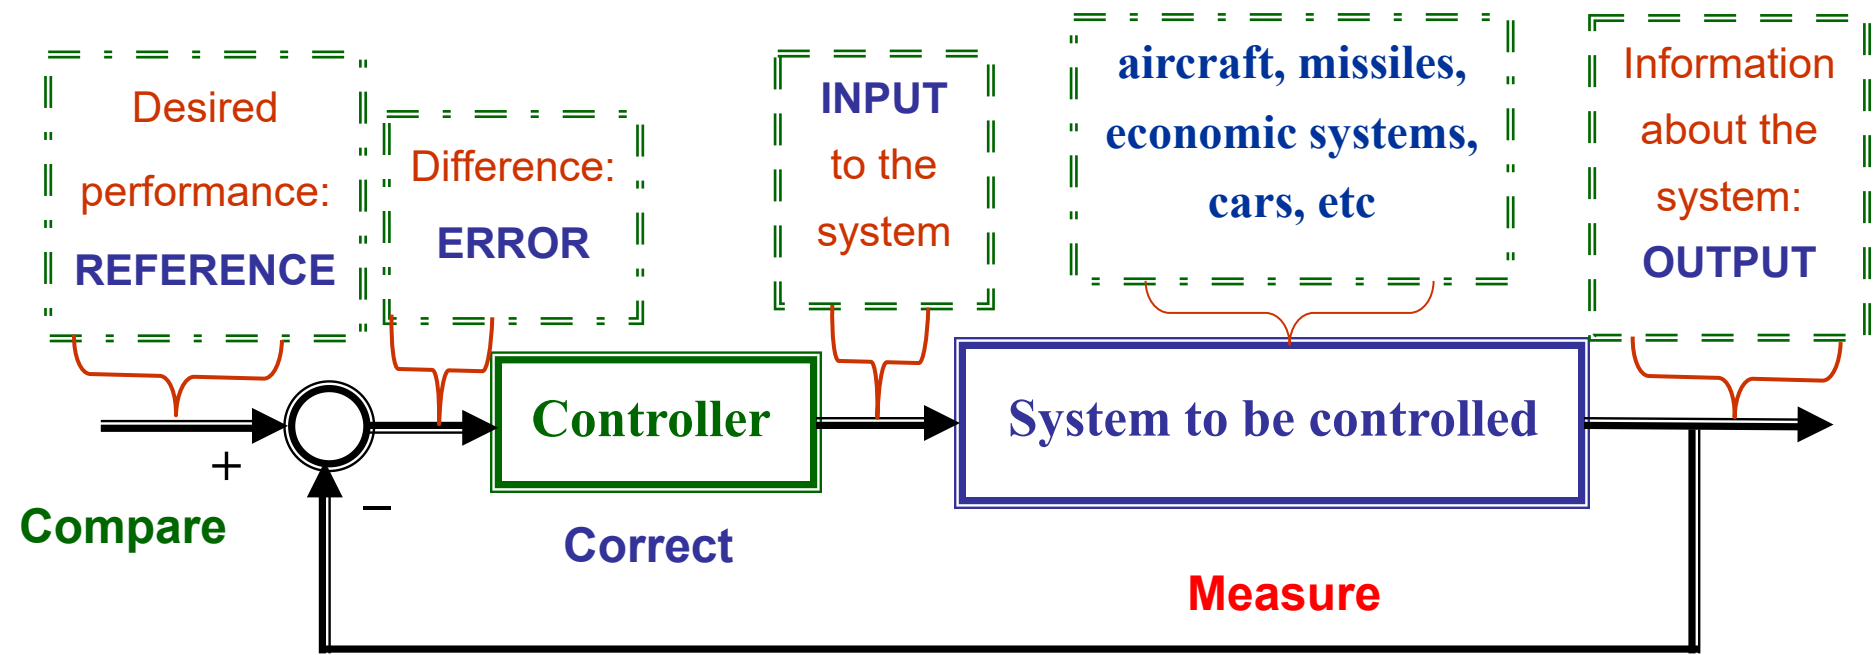 Desired
performance:
REFERENCE
Difference:
ERROR
INPUT
to the
system
aircraft, missiles,
economic systems,
cars, etc
Information
about the
system:
OUTPUT
Controller
System to be controlled
+
–
Compare
Correct
Measure